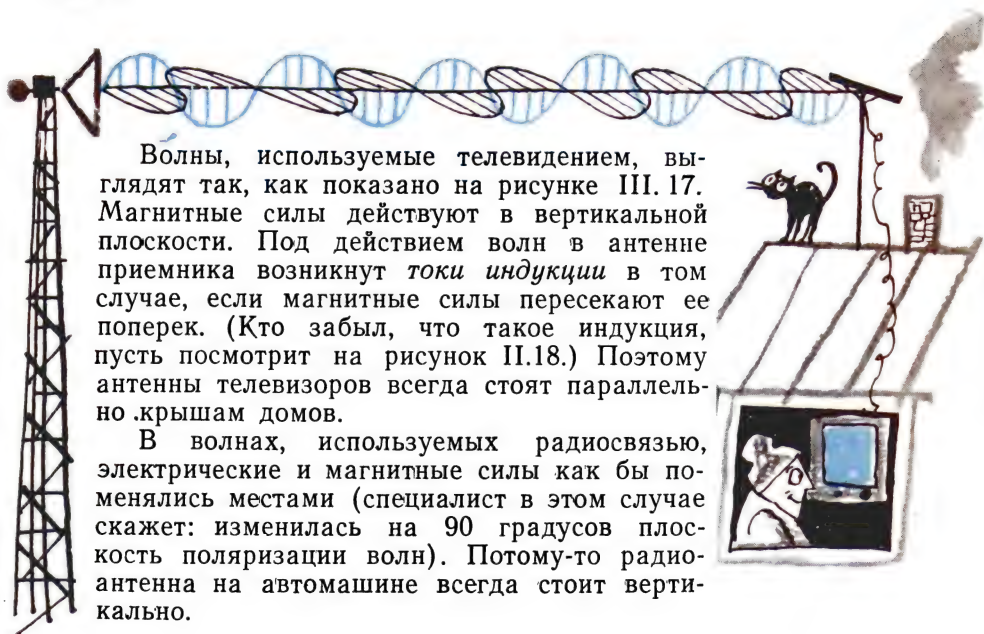 Волны, используемые телевидением, вы-
глядят так, как показано на рисунке III. 17.
Магнитные силы действуют в вертикальной
плоскости. Под действием волн в антенне
приемника возникнут токи индукции в том
случае, если магнитные силы пересекают ее
поперек. (Кто забыл, что такое индукция,
пусть посмотрит на рисунок II.18.) Поэтому
антенны телевизоров всегда стоят параллель-
но .крышам домов.
В волнах, используемых радиосвязью,
электрические и магнитные силы как бы по-
менялись местами (специалист в этом случае
скажет: изменилась на 90 градусов плос-
кость поляризации волн). Потому-то радио-
антенна на автомашине всегда стоит верти-
кально.